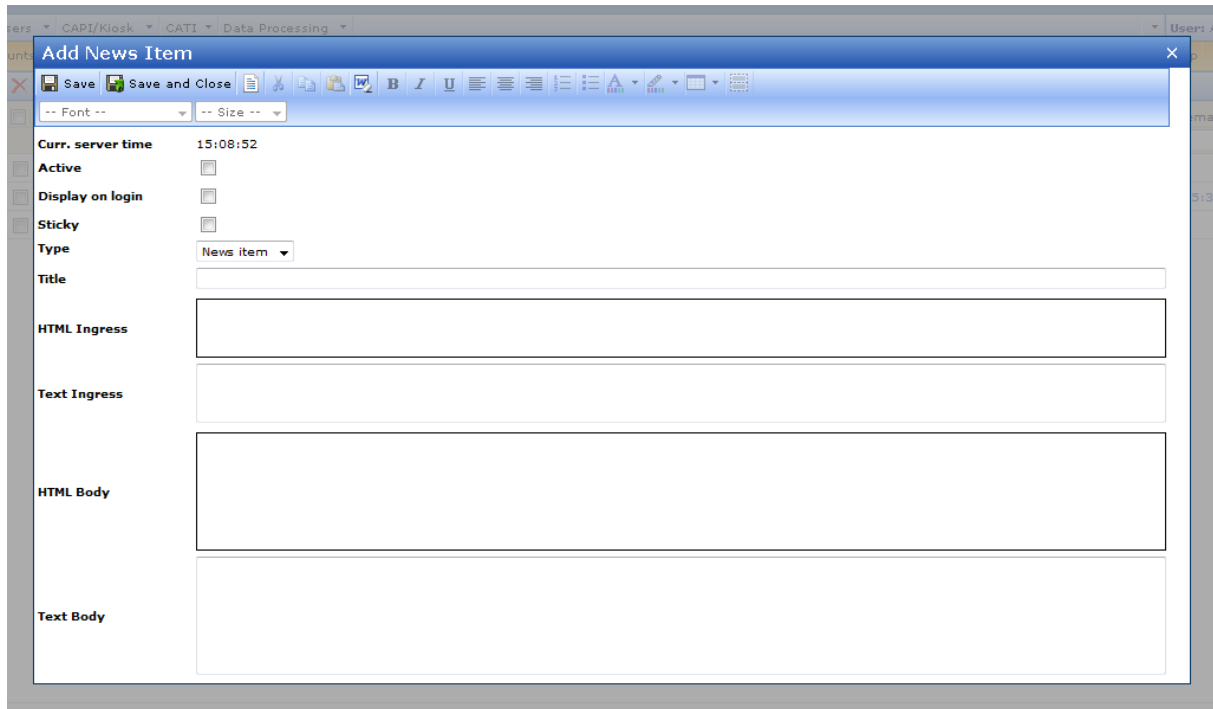 CAPI/Kiosk CATI Data Processing User:
Add News Item
Save Save and Close B I U A
-- Font -- -- Size --
Curr. server time 15:08:52
Active
Display on login
Sticky
Type News item
Title
HTML Ingress
Text Ingress
HTML Body
Text Body